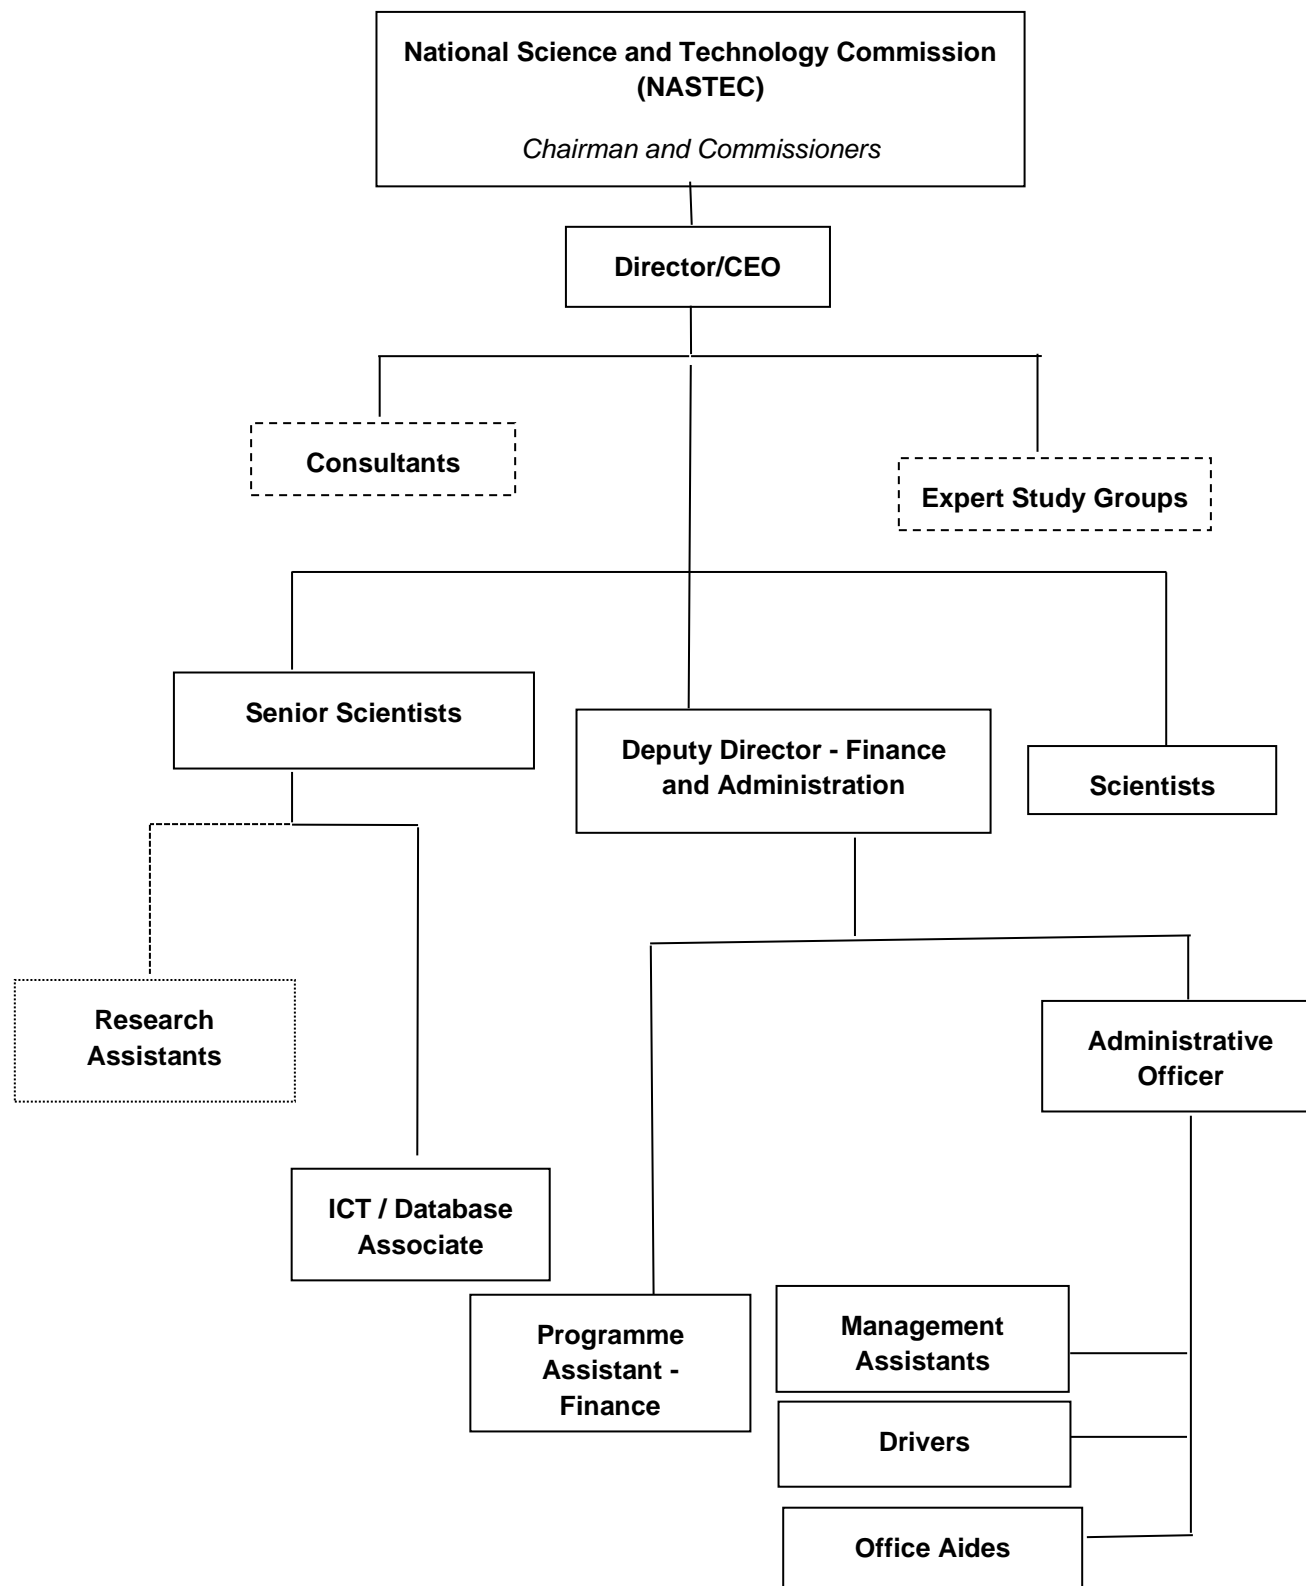 National Science and Technology Commission
(NASTEC)
Chairman and Commissioners
Director/CEO
Consultants
Expert Study Groups
Senior Scientists
Deputy Director - Finance
and Administration
Scientists
Research
Assistants
Administrative
Officer
ICT / Database
Associate
Programme
Assistant -
Finance
Management
Assistants
Drivers
Office Aides